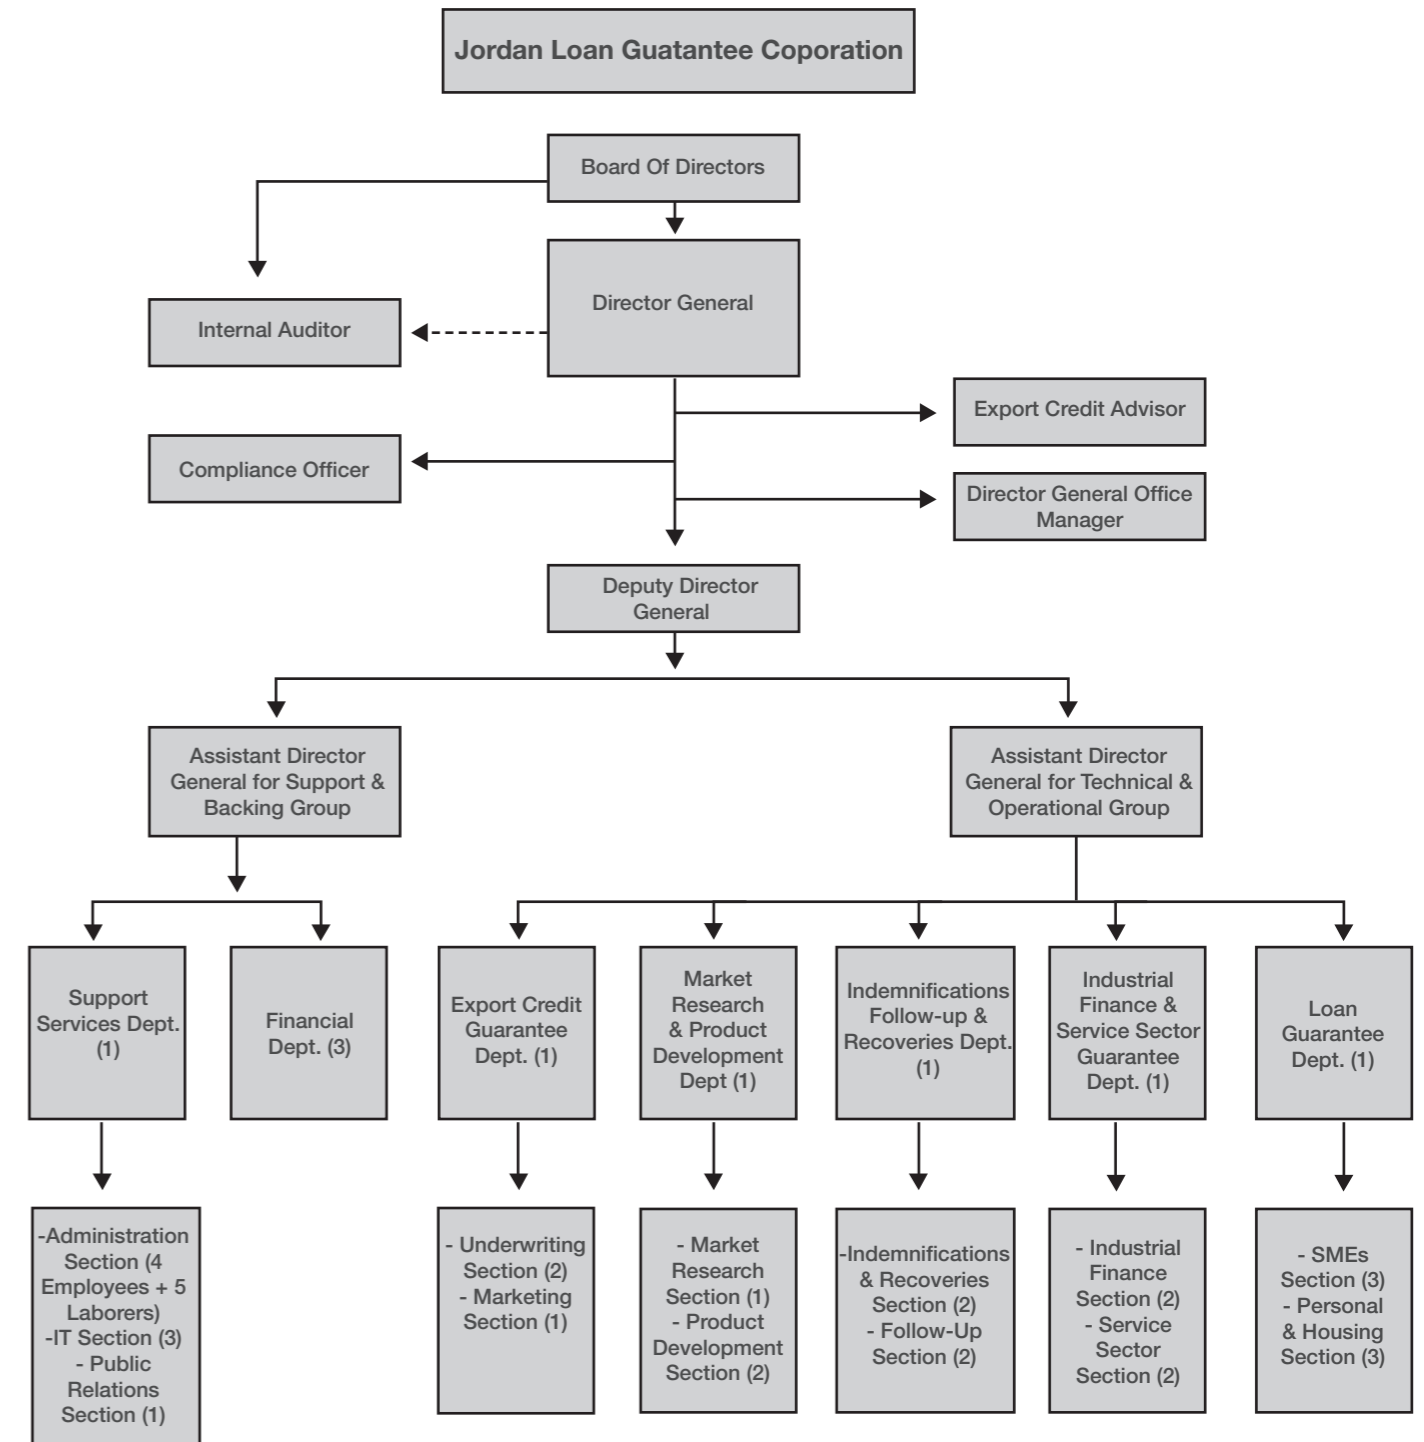 Jordan Loan Guatantee Coporation
Board Of Directors
Director General
Internal Auditor
Export Credit Advisor
Compliance Officer
Director General Office
Manager
Deputy Director
General
Assistant Director
General for Support &
Backing Group
Assistant Director
General for Technical &
Operational Group
Support
Services Dept.
(1)
Financial
Dept. (3)
Export Credit
Guarantee
Dept. (1)
Market
Research
& Product
Development
Dept (1)
Indemnifications
Follow-up &
Recoveries Dept.
(1)
Industrial
Finance &
Service Sector
Guarantee
Dept. (1)
Loan
Guarantee
Dept. (1)
-Administration
Section (4
Employees + 5
Laborers)
-IT Section (3)
- Public
Relations
Section (1)
- Underwriting
Section (2)
- Marketing
Section (1)
- Market
Research
Section (1)
- Product
Development
Section (2)
-Indemnifications
& Recoveries
Section (2)
- Follow-Up
Section (2)
- Industrial
Finance
Section (2)
- Service
Sector
Section (2)
- SMEs
Section (3)
- Personal
& Housing
Section (3)